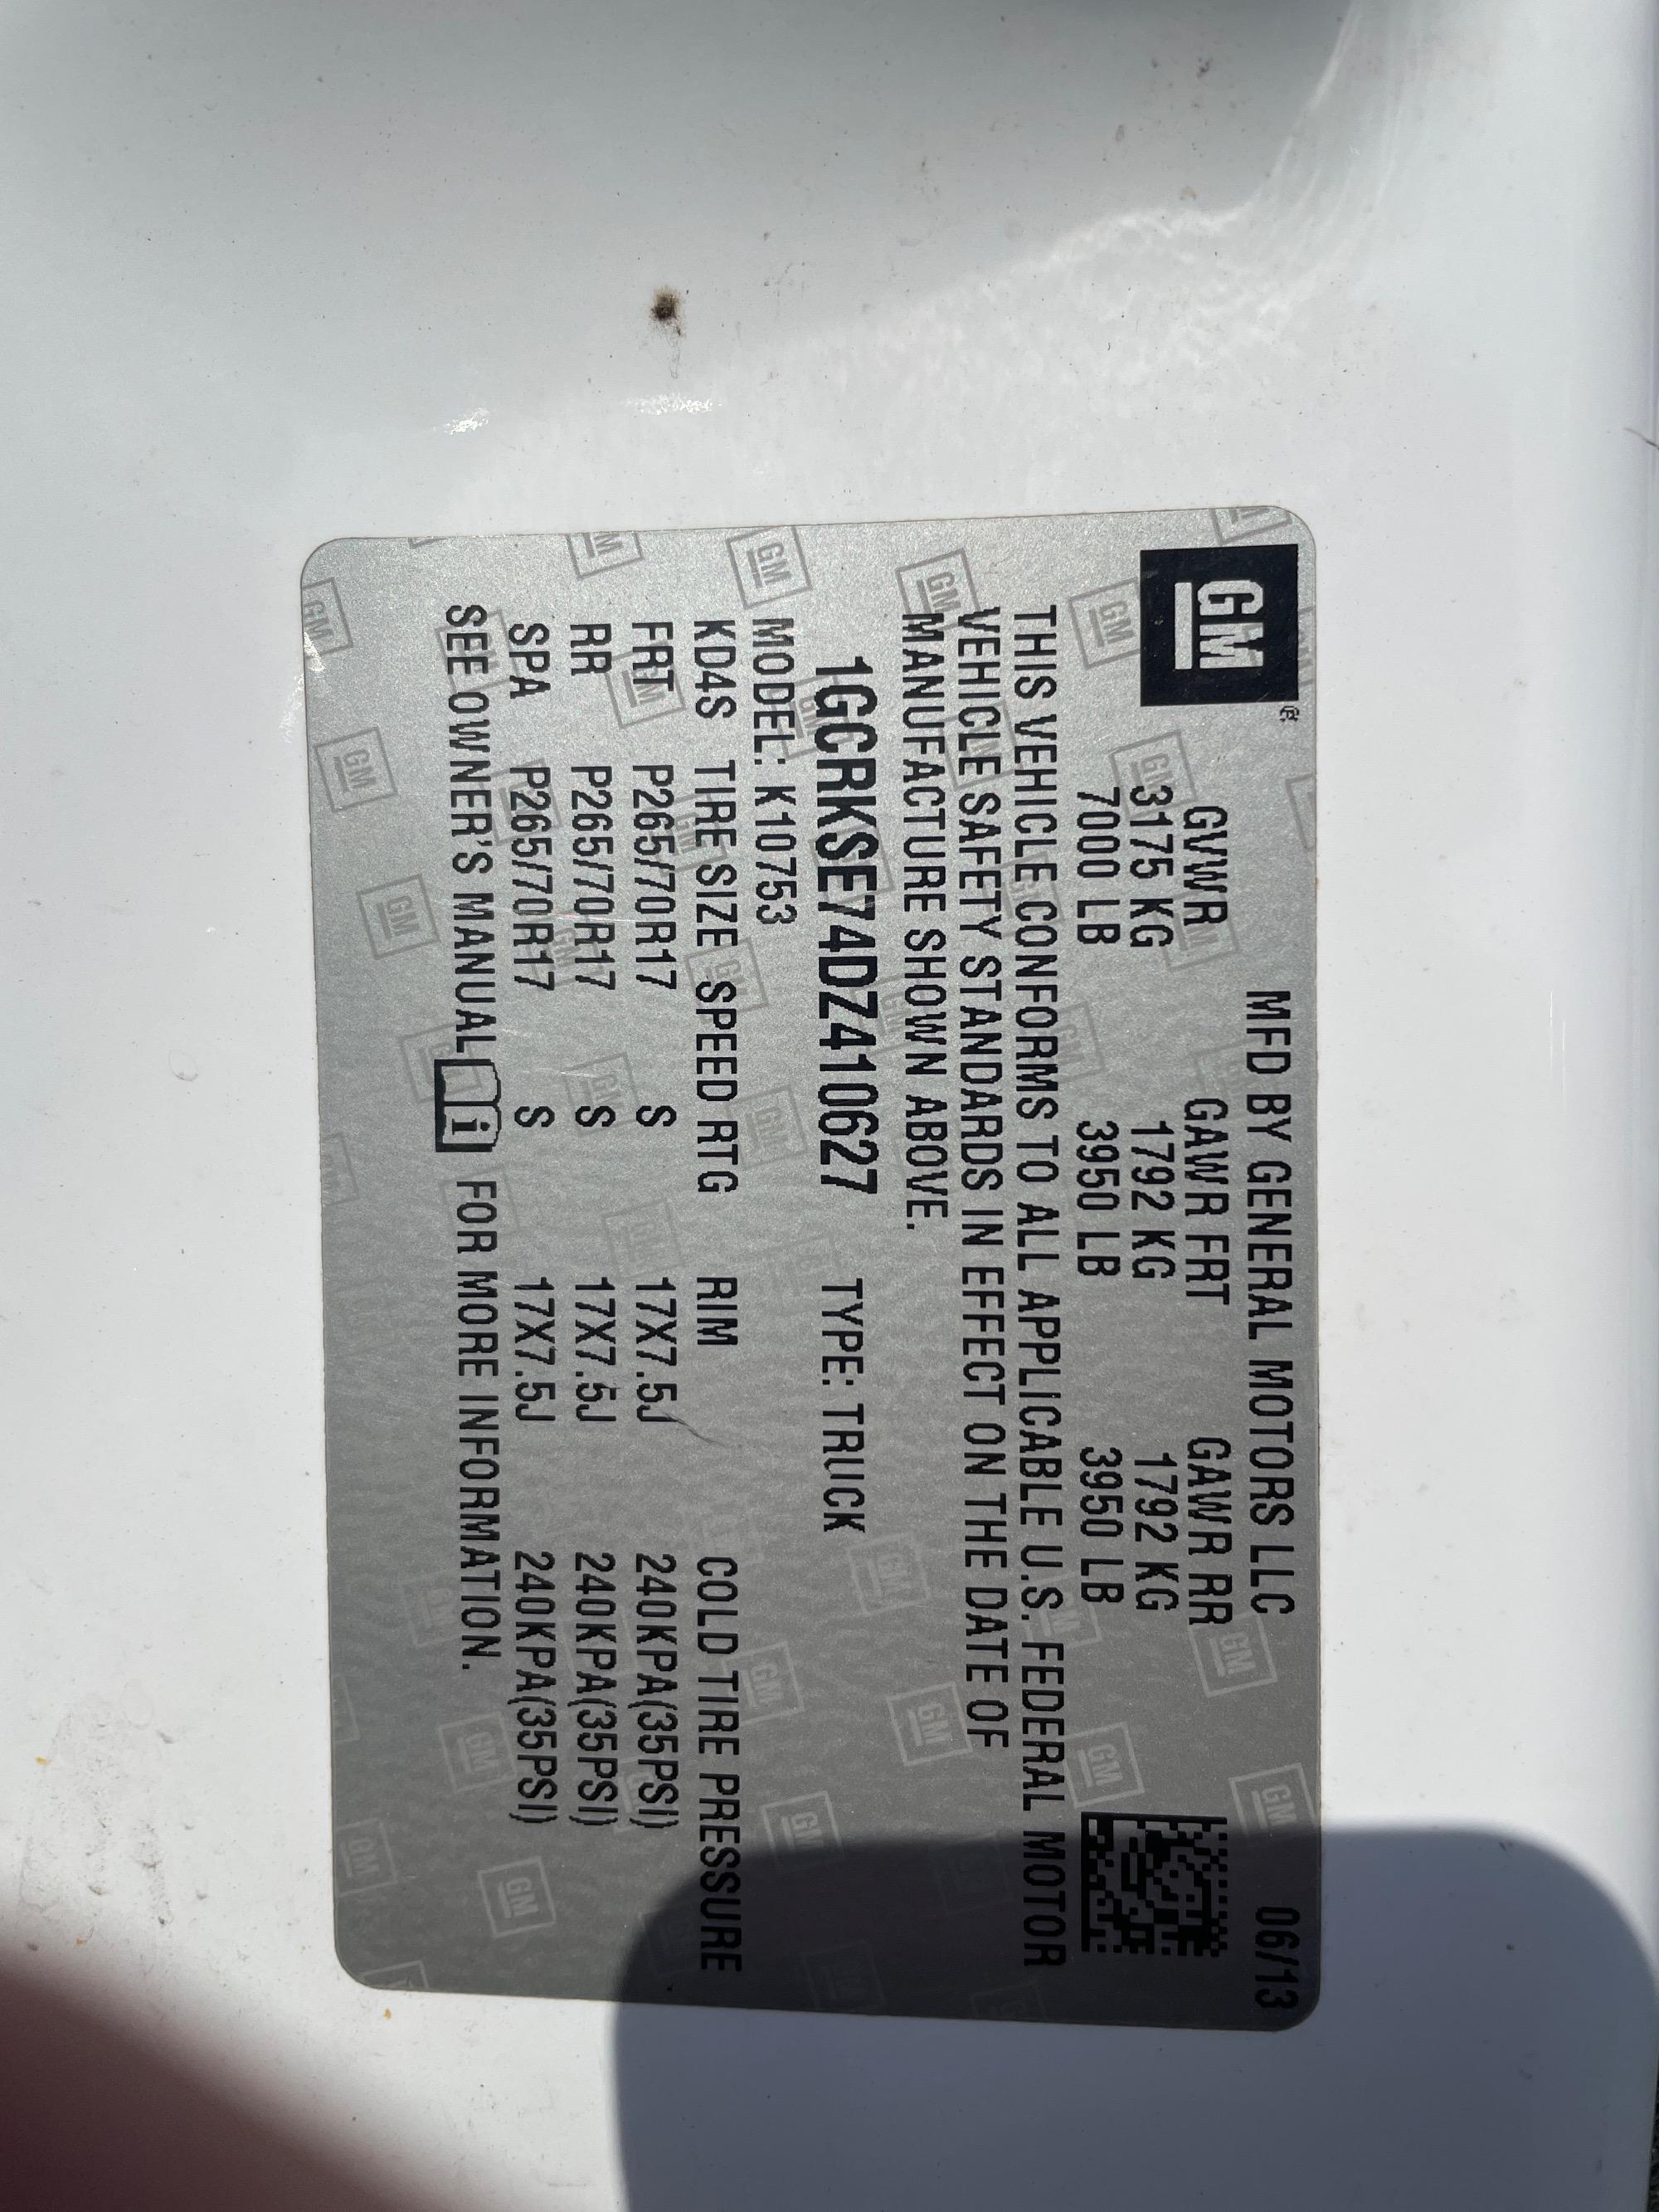 GM®
MFD BY GENERAL MOTORS LLC 06/13
GVWR GAWR FRT GAWR RR
3175 KG 1792 KG 1792 KG
7000 LB 3950 LB 3950 LB
THIS VEHICLE CONFORMS TO ALL APPLICABLE U.S. FEDERAL MOTOR
VEHICLE SAFETY STANDARDS IN EFFECT ON THE DATE OF
MANUFACTURE SHOWN ABOVE.
1GCRKSE74DZ410627 TYPE: TRUCK
MODEL: K10753
KD4S TIRE SIZE SPEED RTG RIM COLD TIRE PRESSURE
FRT P265/70R17 S 17X7.5J 240KPA(35PSI)
RR P265/70R17 S 17X7.5J 240KPA(35PSI)
SPA P265/70R17 S 17X7.5J 240KPA(35PSI)
SEE OWNER'S MANUAL i FOR MORE INFORMATION.